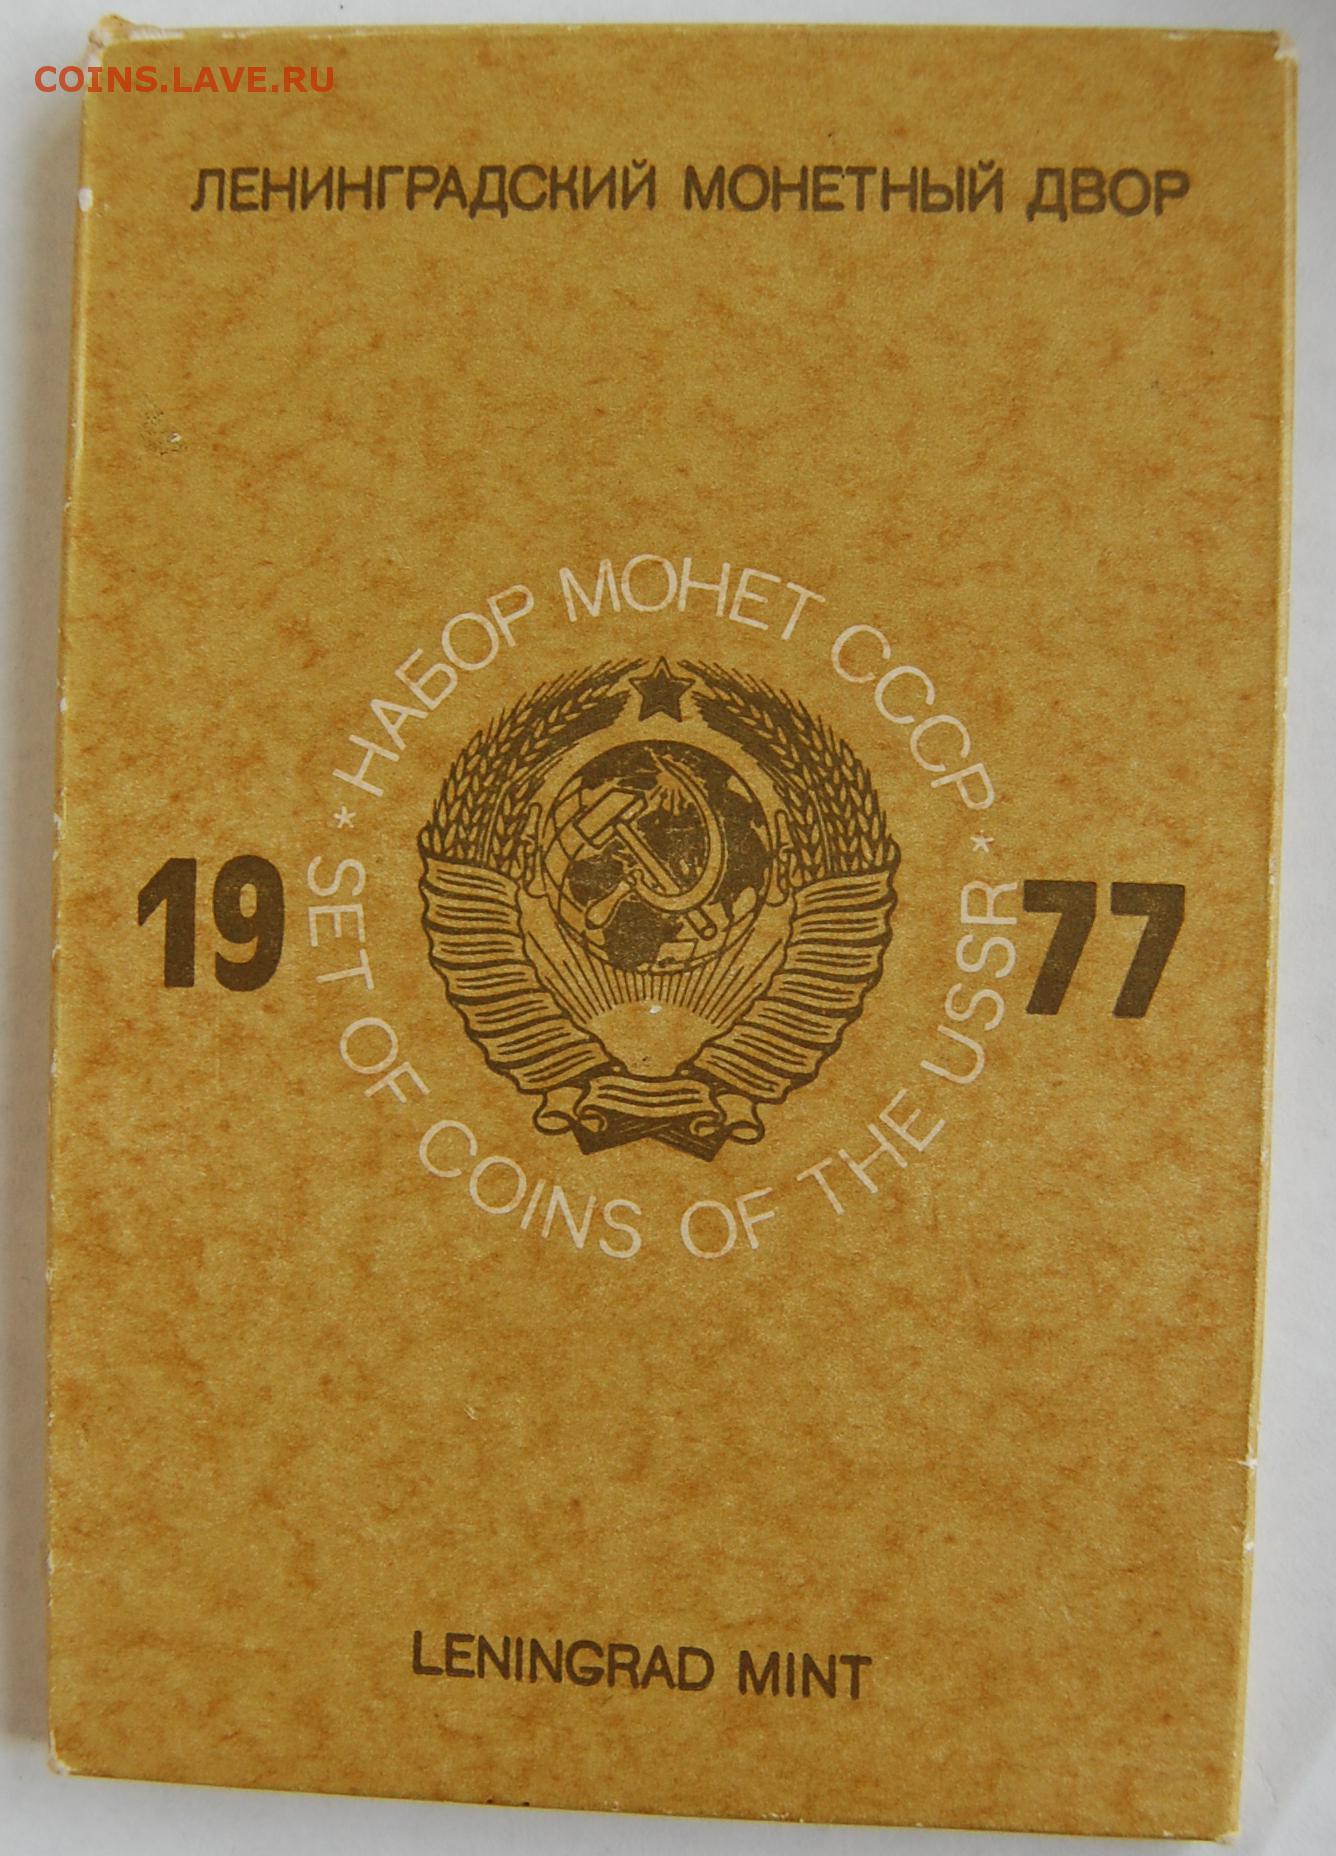 COINS.LAVE.RU
ЛЕНИНГРАДСКИЙ МОНЕТНЫЙ ДВОР
* НАБОР МОНЕТ СССР *
19 77
SET OF COINS OF THE USSR
LENINGRAD MINT